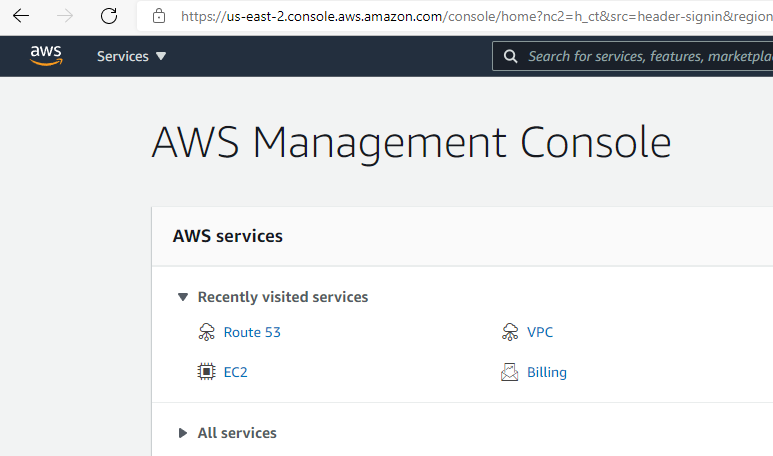 https://us-east-2.console.aws.amazon.com/console/home?nc2=h_ct&src=header-signin&region
aws Services Search for services, features, marketpla
AWS Management Console
AWS services
Recently visited services
Route 53 VPC
EC2 Billing
All services